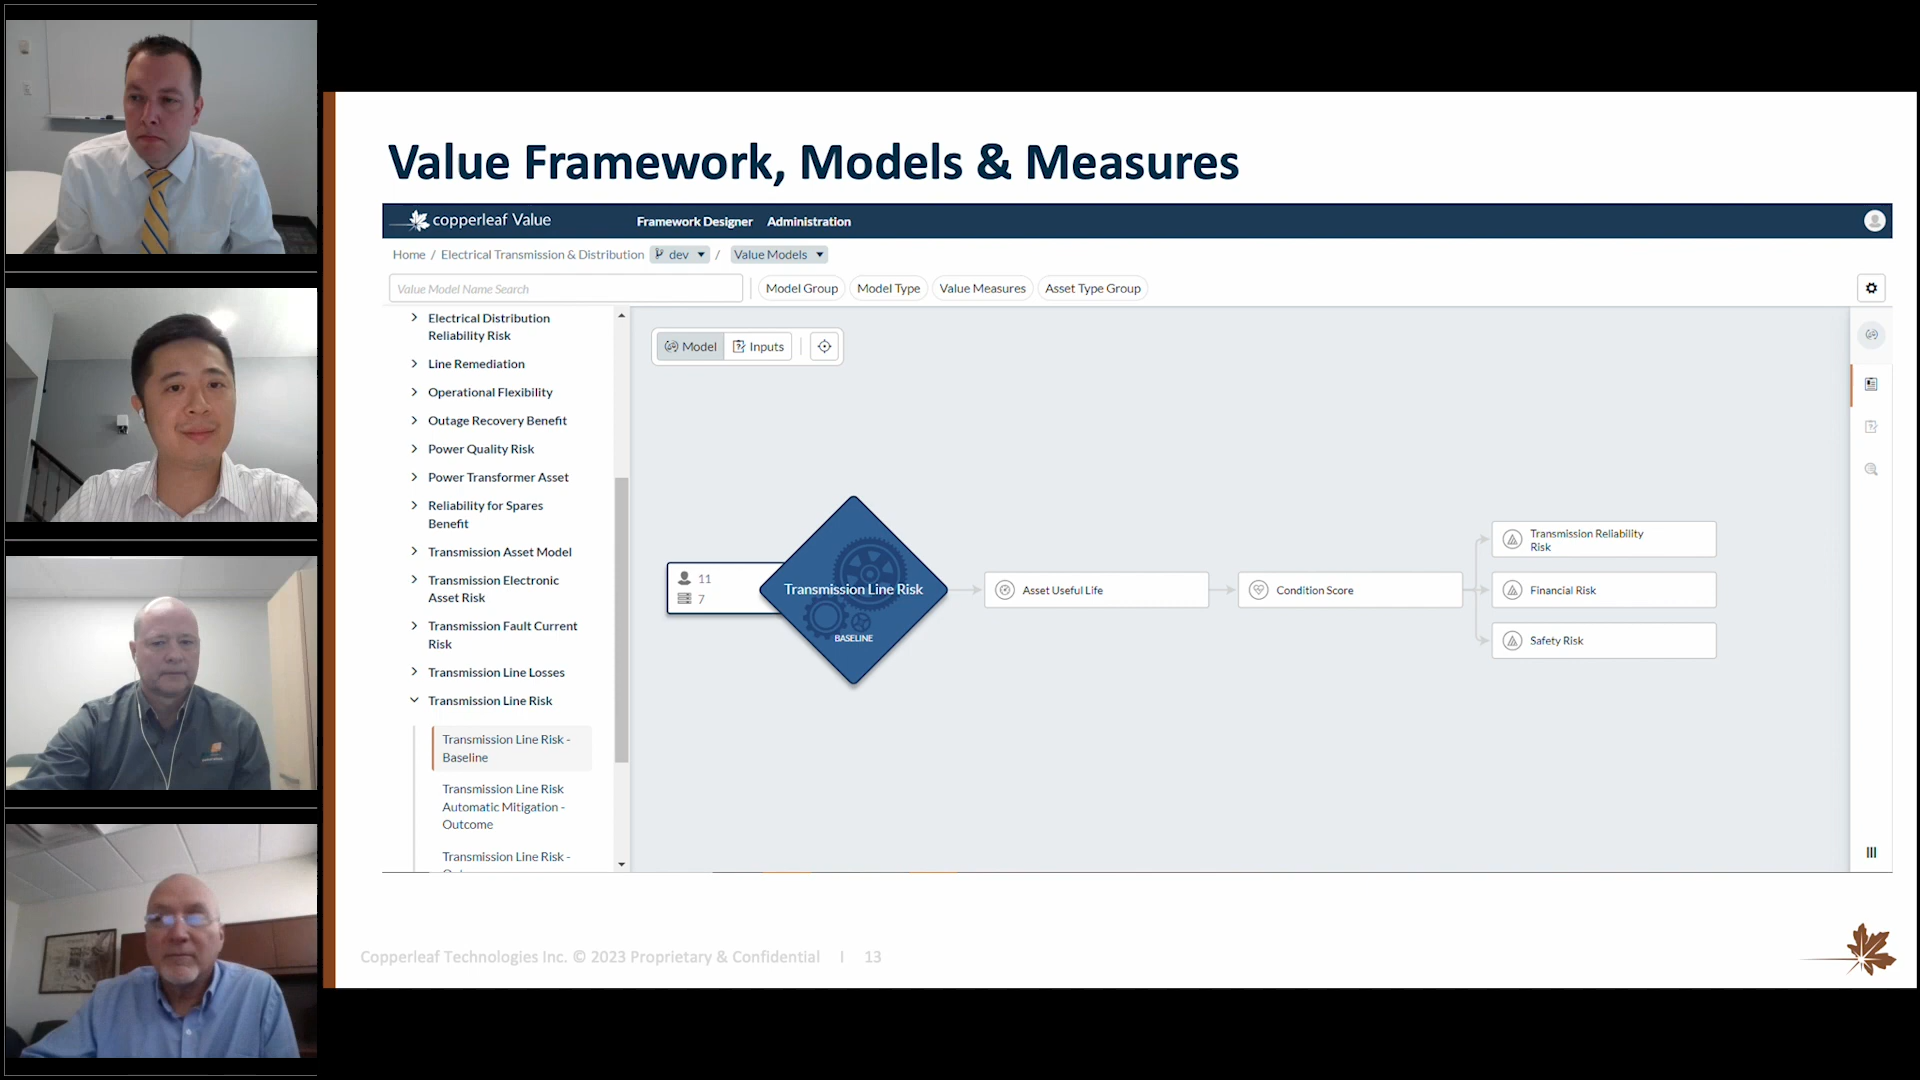 Value Framework, Models & Measures
copperleaf Value
Framework Designer
Administration
Home / Electrical Transmission & Distribution
dev
/
Value Models
Value Model Name Search
Model Group
Model Type
Value Measures
Asset Type Group
Electrical Distribution
Reliability Risk
Line Remediation
Operational Flexibility
Outage Recovery Benefit
Power Quality Risk
Power Transformer Asset
Reliability for Spares
Benefit
Transmission Asset Model
Transmission Electronic
Asset Risk
Transmission Fault Current
Risk
Transmission Line Losses
Transmission Line Risk
Transmission Line Risk -
Baseline
Transmission Line Risk
Automatic Mitigation -
Outcome
Transmission Line Risk -
Model
Inputs
11
7
Transmission Line Risk
BASELINE
Asset Useful Life
Condition Score
Transmission Reliability
Risk
Financial Risk
Safety Risk
Copperleaf Technologies Inc. © 2023 Proprietary & Confidential | 13